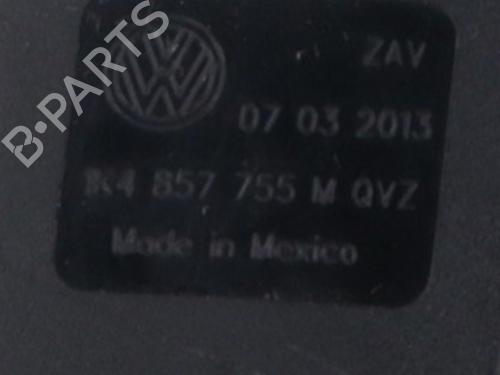 B-PARTS
ZAV
07 03 2013
1K4 857 755 M QVZ
Made in Mexico